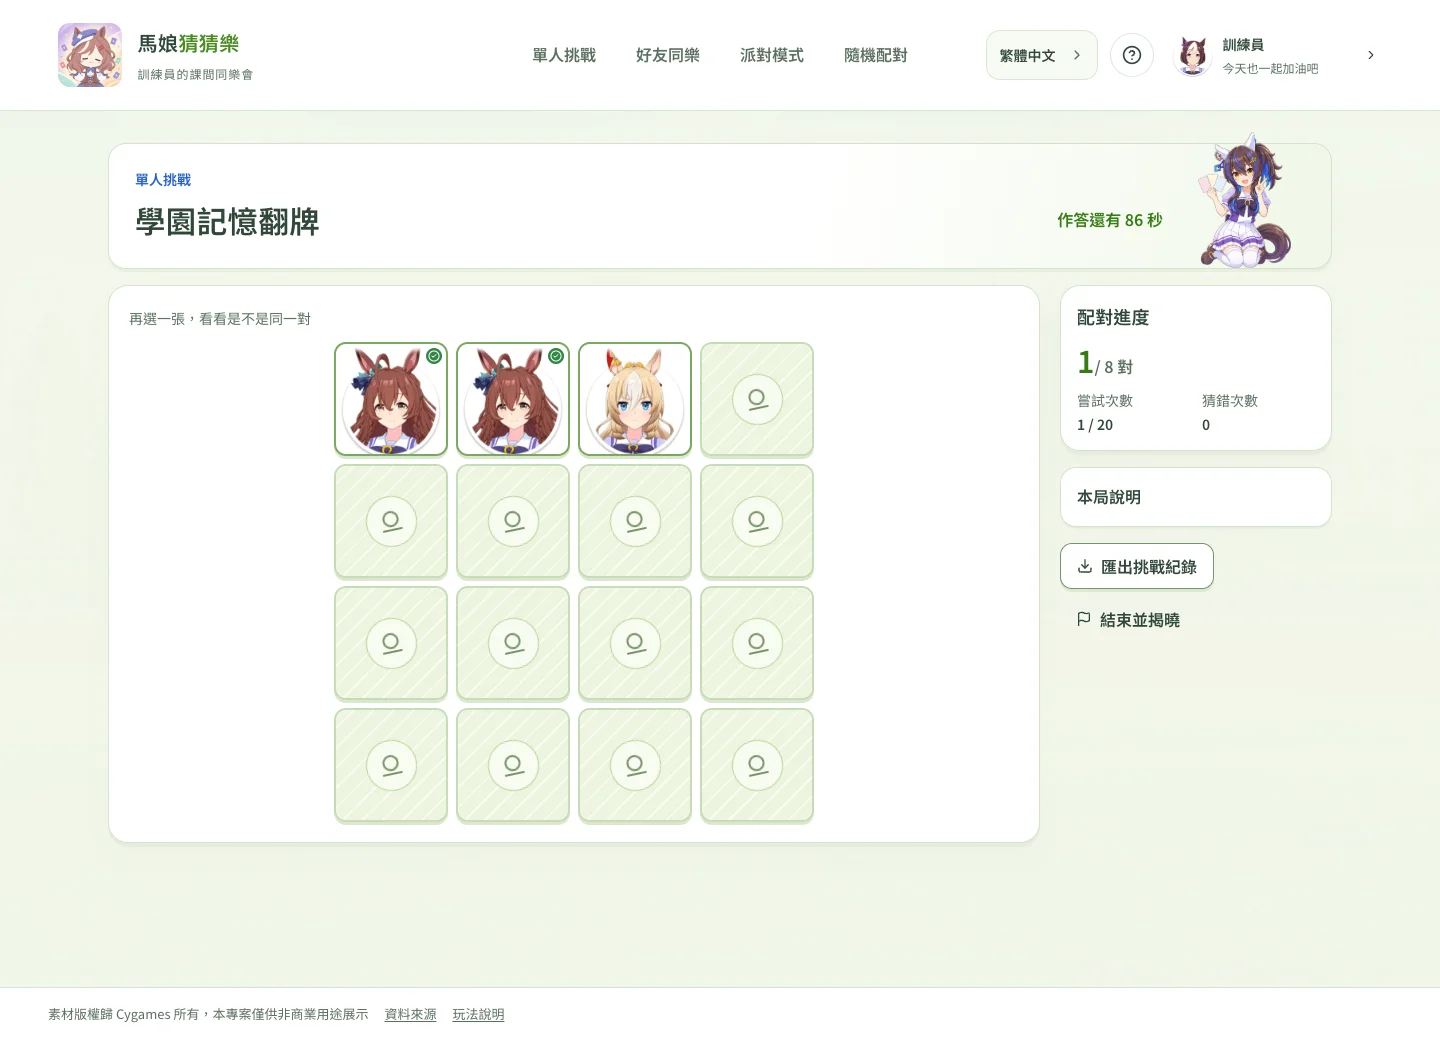 馬娘猜猜樂
訓練員的課間同樂會
單人挑戰
好友同樂
派對模式
隨機配對
繁體中文
訓練員
今天也一起加油吧
單人挑戰
學園記憶翻牌
作答還有 86 秒
再選一張，看看是不是同一對
配對進度
1/ 8 對
嘗試次數
猜錯次數
1 / 20
0
本局說明
匯出挑戰紀錄
結束並揭曉
素材版權歸 Cygames 所有，本專案僅供非商業用途展示
資料來源
玩法說明